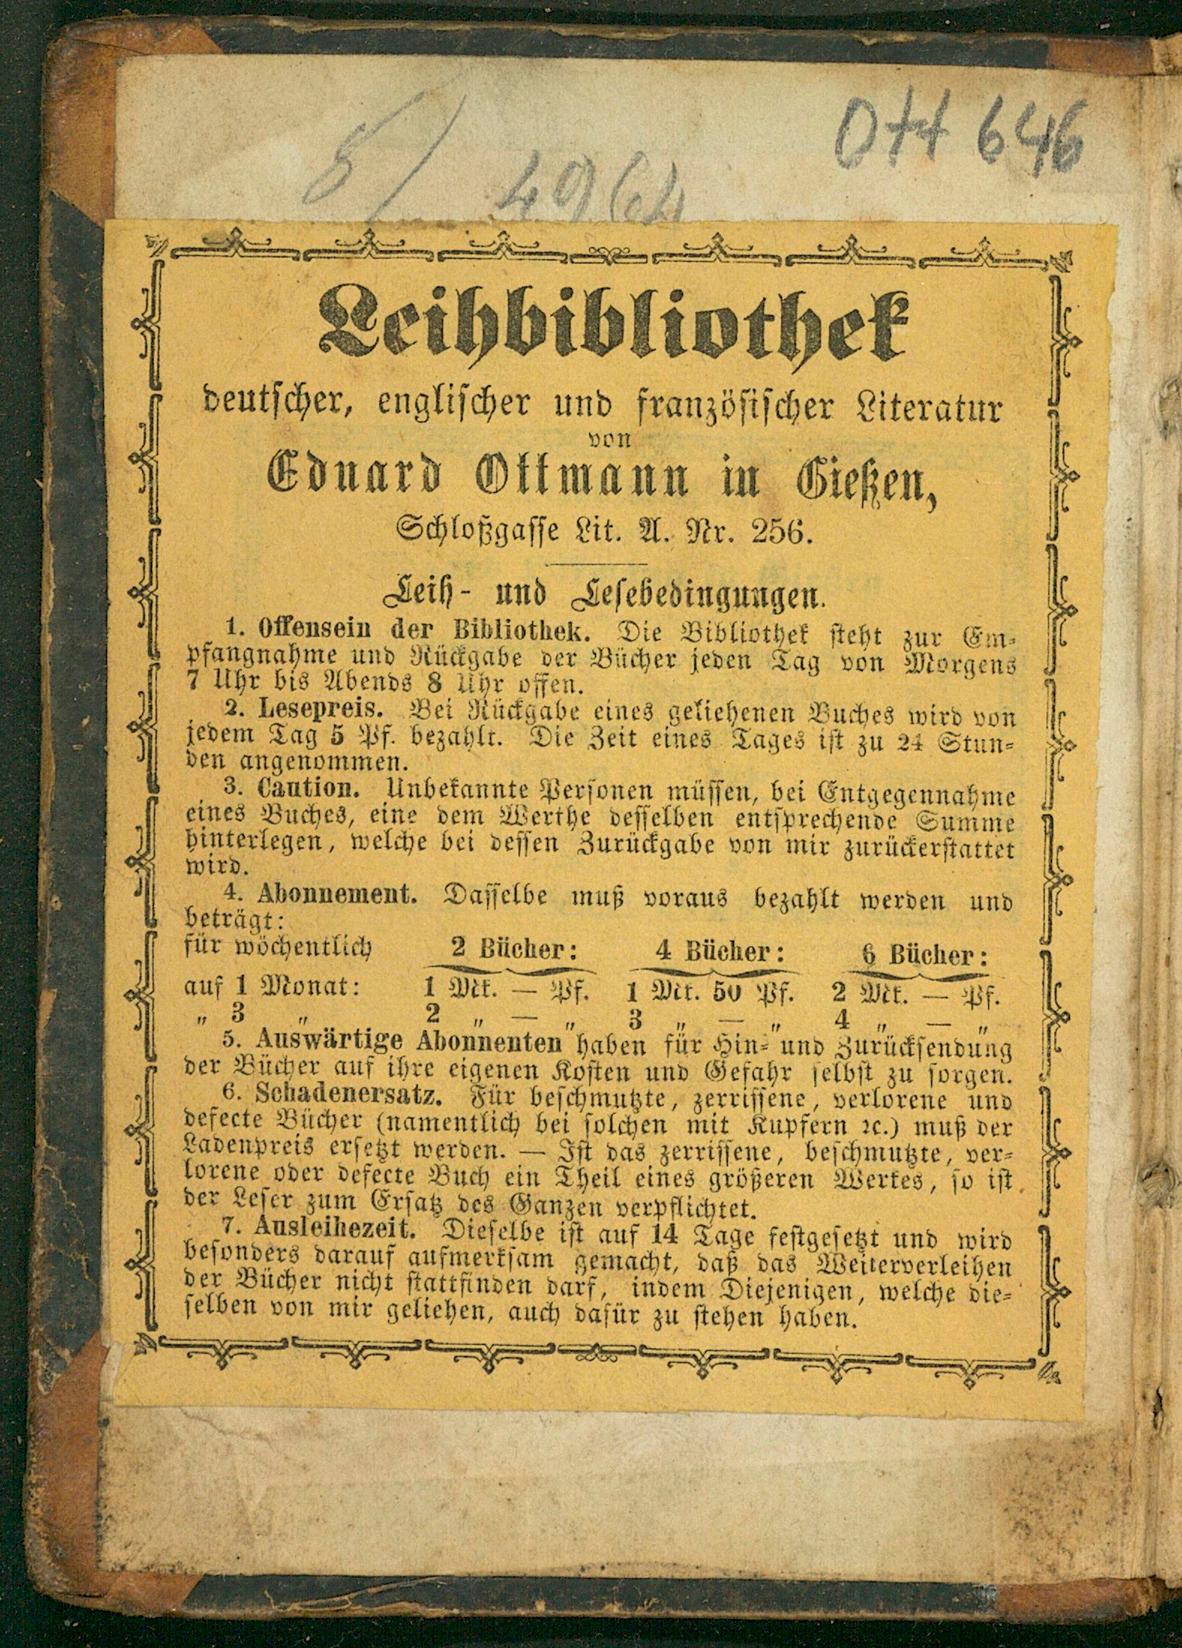 Ott 646
8/ 4964
Leihbibliothek
deutscher, englischer und französischer Literatur
von
Eduard Ottmann in Gießen,
Schloßgasse Lit. A. Nr. 256.
Leih- und Lesebedingungen.
1. Offensein der Bibliothek. Die Bibliothek steht zur Em-
pfangnahme und Rückgabe der Bücher jeden Tag von Morgens
7 Uhr bis Abends 8 Uhr offen.
2. Lesepreis. Bei Rückgabe eines geliehenen Buches wird von
jedem Tag 5 Pf. bezahlt. Die Zeit eines Tages ist zu 24 Stun-
den angenommen.
3. Caution. Unbekannte Personen müssen, bei Entgegennahme
eines Buches, eine dem Werthe desselben entsprechende Summe
hinterlegen, welche bei dessen Zurückgabe von mir zurückerstattet
wird.
4. Abonnement. Dasselbe muß voraus bezahlt werden und
beträgt:
für wöchentlich 2 Bücher: 4 Bücher: 6 Bücher:
auf 1 Monat: 1 Mk. — Pf. 1 Mk. 50 Pf. 2 Mk. — Pf.
„ 3 „ 2 „ — „ 3 „ — „ 4 „ — „
5. Auswärtige Abonnenten haben für Hin- und Zurücksendung
der Bücher auf ihre eigenen Kosten und Gefahr selbst zu sorgen.
6. Schadenersatz. Für beschmutzte, zerrissene, verlorene und
defecte Bücher (namentlich bei solchen mit Kupfern ꝛc.) muß der
Ladenpreis ersetzt werden. — Ist das zerrissene, beschmutzte, ver-
lorene oder defecte Buch ein Theil eines größeren Werkes, so ist
der Leser zum Ersatz des Ganzen verpflichtet.
7. Ausleihezeit. Dieselbe ist auf 14 Tage festgesetzt und wird
besonders darauf aufmerksam gemacht, daß das Weiterverleihen
der Bücher nicht stattfinden darf, indem Diejenigen, welche die-
selben von mir geliehen, auch dafür zu stehen haben.